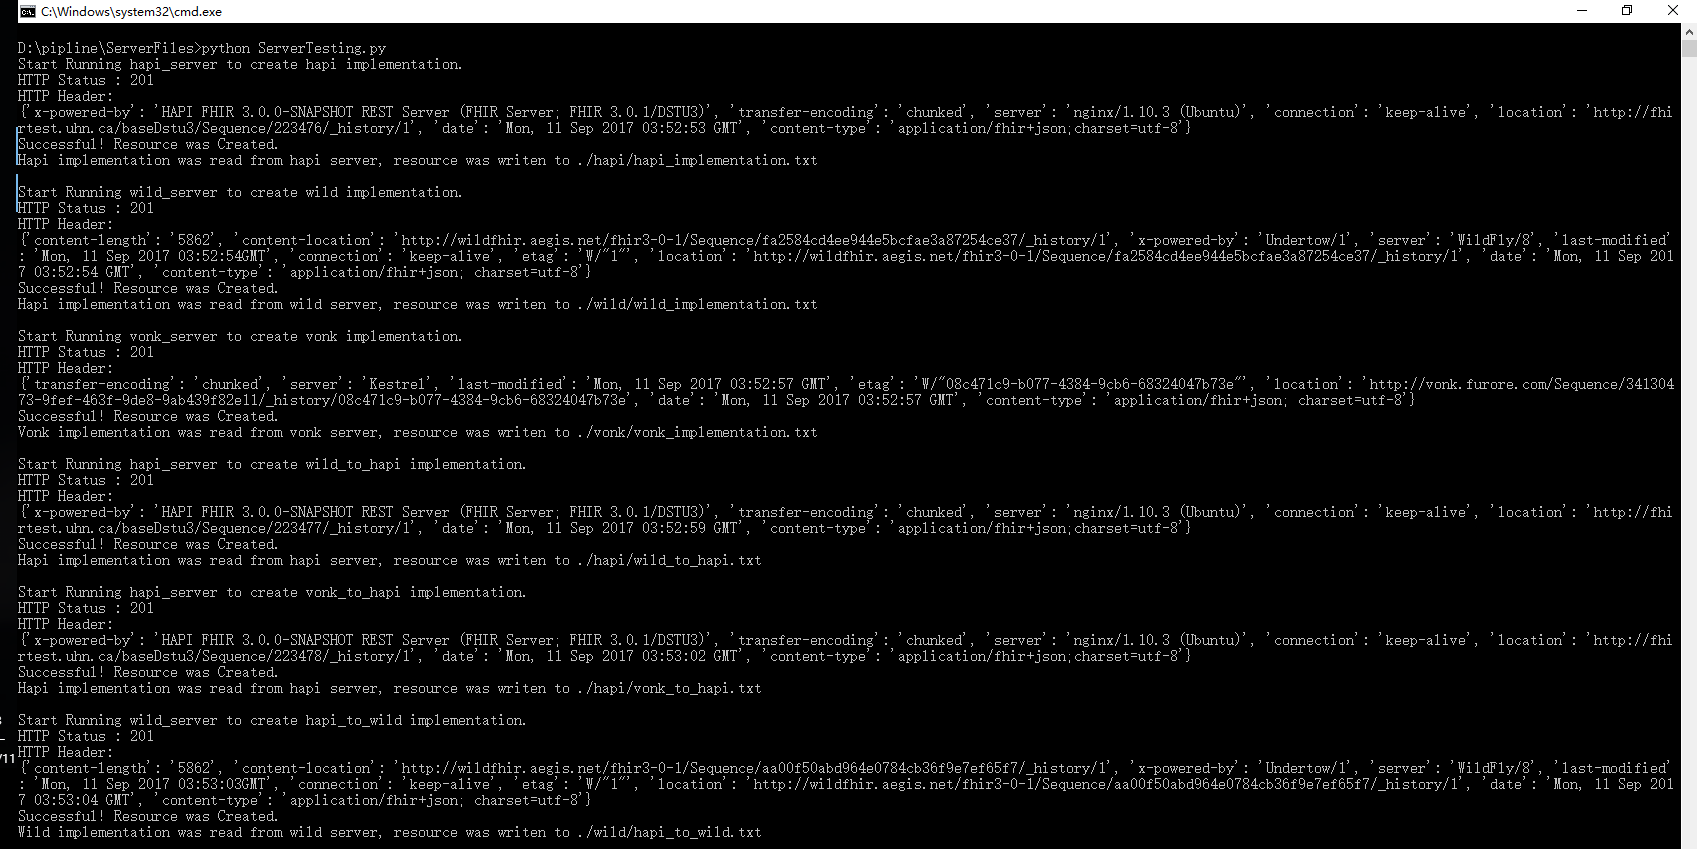 C:\Windows\system32\cmd.exe
D:\pipline\ServerFiles>python ServerTesting.py
Start Running hapi_server to create hapi implementation.
HTTP Status : 201
HTTP Header:
{'x-powered-by': 'HAPI FHIR 3.0.0-SNAPSHOT REST Server (FHIR Server; FHIR 3.0.1/DSTU3)', 'transfer-encoding': 'chunked', 'server': 'nginx/1.10.3 (Ubuntu)', 'connection': 'keep-alive', 'location': 'http://fhi
rtest.uhn.ca/baseDstu3/Sequence/223476/_history/1', 'date': 'Mon, 11 Sep 2017 03:52:53 GMT', 'content-type': 'application/fhir+json;charset=utf-8'}
Successful! Resource was Created.
Hapi implementation was read from hapi server, resource was writen to ./hapi/hapi_implementation.txt
Start Running wild_server to create wild implementation.
HTTP Status : 201
HTTP Header:
{'content-length': '5862', 'content-location': 'http://wildfhir.aegis.net/fhir3-0-1/Sequence/fa2584cd4ee944e5bcfae3a87254ce37/_history/1', 'x-powered-by': 'Undertow/1', 'server': 'WildFly/8', 'last-modified'
: 'Mon, 11 Sep 2017 03:52:54GMT', 'connection': 'keep-alive', 'etag': 'W/"1"', 'location': 'http://wildfhir.aegis.net/fhir3-0-1/Sequence/fa2584cd4ee944e5bcfae3a87254ce37/_history/1', 'date': 'Mon, 11 Sep 201
7 03:52:54 GMT', 'content-type': 'application/fhir+json; charset=utf-8'}
Successful! Resource was Created.
Hapi implementation was read from wild server, resource was writen to ./wild/wild_implementation.txt
Start Running vonk_server to create vonk implementation.
HTTP Status : 201
HTTP Header:
{'transfer-encoding': 'chunked', 'server': 'Kestrel', 'last-modified': 'Mon, 11 Sep 2017 03:52:57 GMT', 'etag': 'W/"08c471c9-b077-4384-9cb6-68324047b73e"', 'location': 'http://vonk.furore.com/Sequence/34130
473-9fef-463f-9de8-9ab439f82e11/_history/08c471c9-b077-4384-9cb6-68324047b73e', 'date': 'Mon, 11 Sep 2017 03:52:57 GMT', 'content-type': 'application/fhir+json; charset=utf-8'}
Successful! Resource was Created.
Vonk implementation was read from vonk server, resource was writen to ./vonk/vonk_implementation.txt
Start Running hapi_server to create wild_to_hapi implementation.
HTTP Status : 201
HTTP Header:
{'x-powered-by': 'HAPI FHIR 3.0.0-SNAPSHOT REST Server (FHIR Server; FHIR 3.0.1/DSTU3)', 'transfer-encoding': 'chunked', 'server': 'nginx/1.10.3 (Ubuntu)', 'connection': 'keep-alive', 'location': 'http://fhi
rtest.uhn.ca/baseDstu3/Sequence/223477/_history/1', 'date': 'Mon, 11 Sep 2017 03:52:59 GMT', 'content-type': 'application/fhir+json;charset=utf-8'}
Successful! Resource was Created.
Hapi implementation was read from hapi server, resource was writen to ./hapi/wild_to_hapi.txt
Start Running hapi_server to create vonk_to_hapi implementation.
HTTP Status : 201
HTTP Header:
{'x-powered-by': 'HAPI FHIR 3.0.0-SNAPSHOT REST Server (FHIR Server; FHIR 3.0.1/DSTU3)', 'transfer-encoding': 'chunked', 'server': 'nginx/1.10.3 (Ubuntu)', 'connection': 'keep-alive', 'location': 'http://fhi
rtest.uhn.ca/baseDstu3/Sequence/223478/_history/1', 'date': 'Mon, 11 Sep 2017 03:53:02 GMT', 'content-type': 'application/fhir+json;charset=utf-8'}
Successful! Resource was Created.
Hapi implementation was read from hapi server, resource was writen to ./hapi/vonk_to_hapi.txt
Start Running wild_server to create hapi_to_wild implementation.
HTTP Status : 201
HTTP Header:
/11
{'content-length': '5862', 'content-location': 'http://wildfhir.aegis.net/fhir3-0-1/Sequence/aa00f50abd964e0784cb36f9e7ef65f7/_history/1', 'x-powered-by': 'Undertow/1', 'server': 'WildFly/8', 'last-modified'
: 'Mon, 11 Sep 2017 03:53:03GMT', 'connection': 'keep-alive', 'etag': 'W/"1"', 'location': 'http://wildfhir.aegis.net/fhir3-0-1/Sequence/aa00f50abd964e0784cb36f9e7ef65f7/_history/1', 'date': 'Mon, 11 Sep 201
7 03:53:04 GMT', 'content-type': 'application/fhir+json; charset=utf-8'}
Successful! Resource was Created.
Wild implementation was read from wild server, resource was writen to ./wild/hapi_to_wild.txt